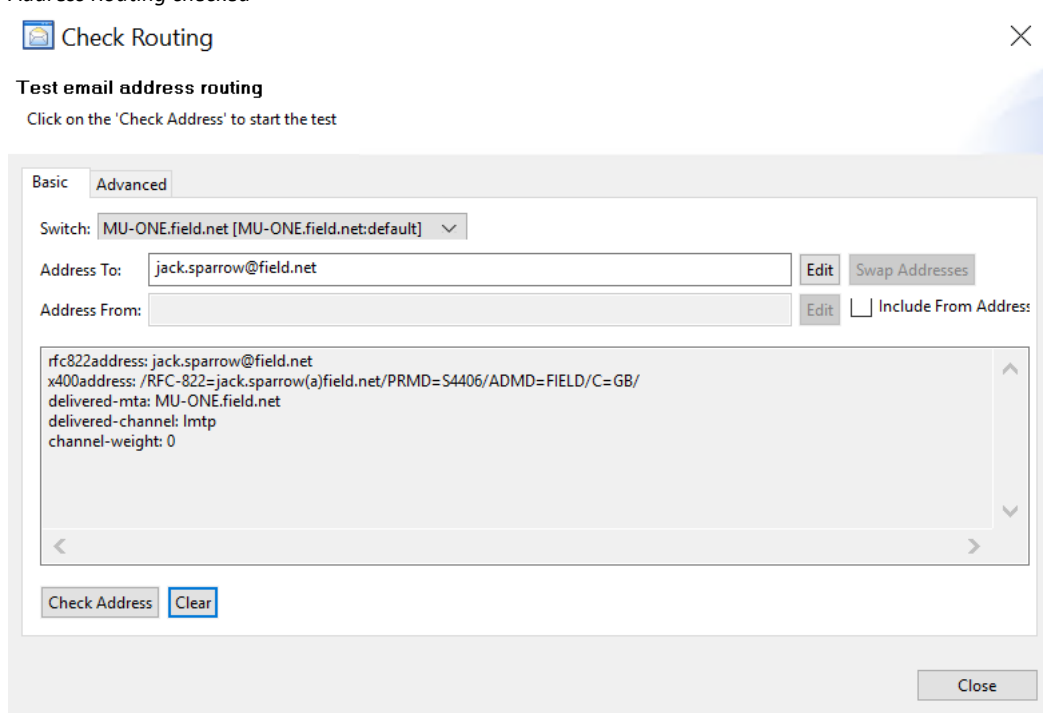 Address Routing checked
Check Routing
Test email address routing
Click on the 'Check Address' to start the test
Basic Advanced
Switch: MU-ONE.field.net [MU-ONE.field.net:default]
Address To: jack.sparrow@field.net Edit Swap Addresses
Address From: Edit Include From Address
rfc822address: jack.sparrow@field.net
x400address: /RFC-822=jack.sparrow(a)field.net/PRMD=S4406/ADMD=FIELD/C=GB/
delivered-mta: MU-ONE.field.net
delivered-channel: lmtp
channel-weight: 0
Check Address Clear
Close